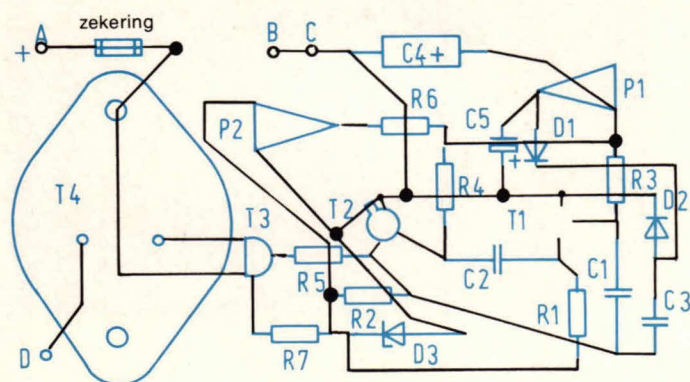 zekering
A
+
B
C
C4+
P1
R6
C5
D1
P2
+
T4
T3
T2
R4
T1
R3
D2
R5
C2
C1
R2
R1
C3
D
R7
D3